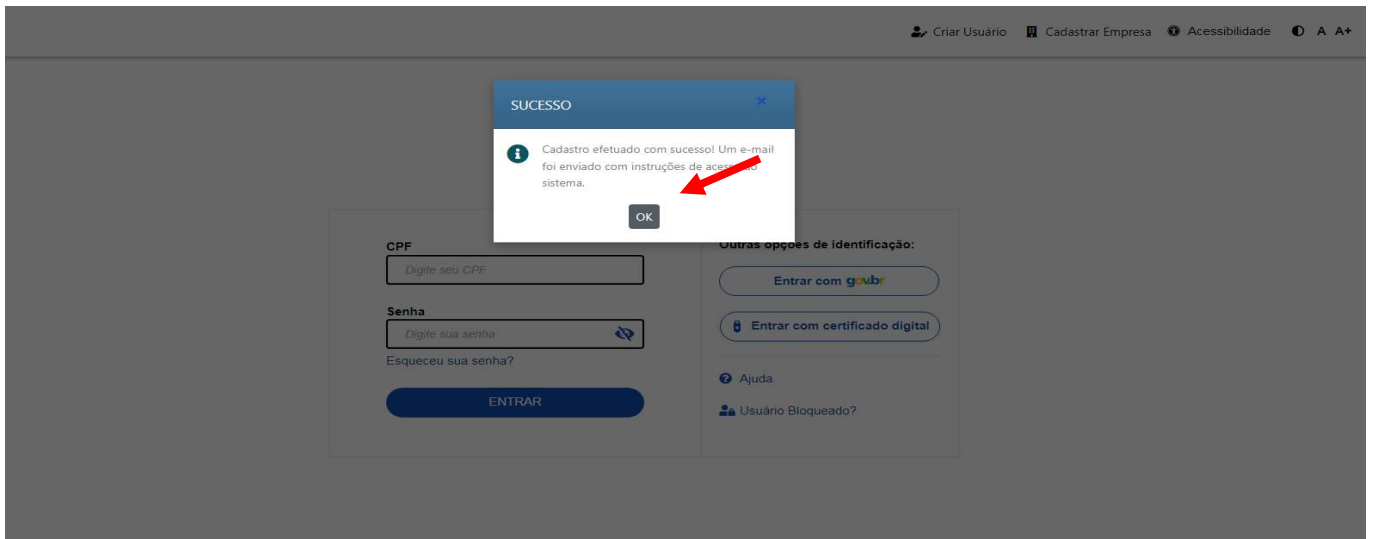 Criar Usuário Cadastrar Empresa Acessibilidade A A+
SUCESSO ×
Cadastro efetuado com sucesso! Um e-mail
foi enviado com instruções de acesso ao
sistema.
OK
CPF
Digite seu CPF
Senha
Digite sua senha
Esqueceu sua senha?
ENTRAR
Outras opções de identificação:
Entrar com gov.br
Entrar com certificado digital
Ajuda
Usuário Bloqueado?